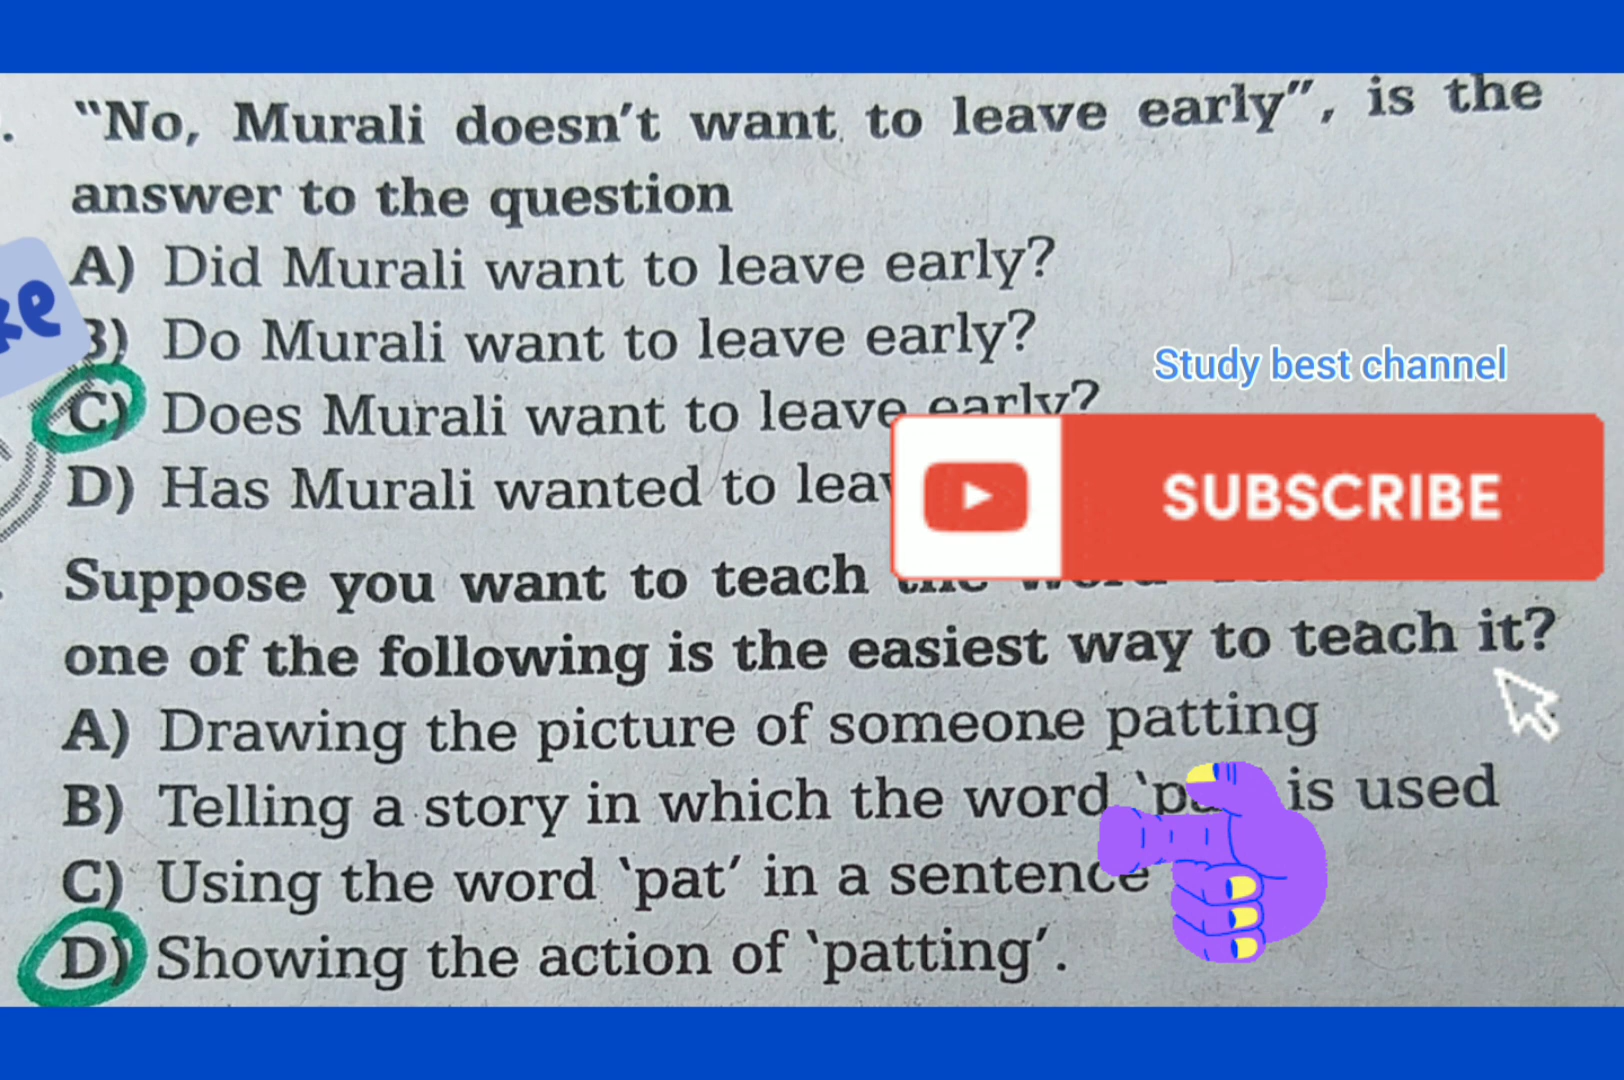 . "No, Murali doesn't want to leave early", is the
answer to the question
A) Did Murali want to leave early?
B) Do Murali want to leave early?
C) Does Murali want to leave early?
D) Has Murali wanted to
Study best channel
SUBSCRIBE
Suppose you want to teach
one of the following is the easiest way to teach it?
A) Drawing the picture of someone patting
B) Telling a story in which the word is used
C) Using the word 'pat' in a sentence
D) Showing the action of 'patting'.